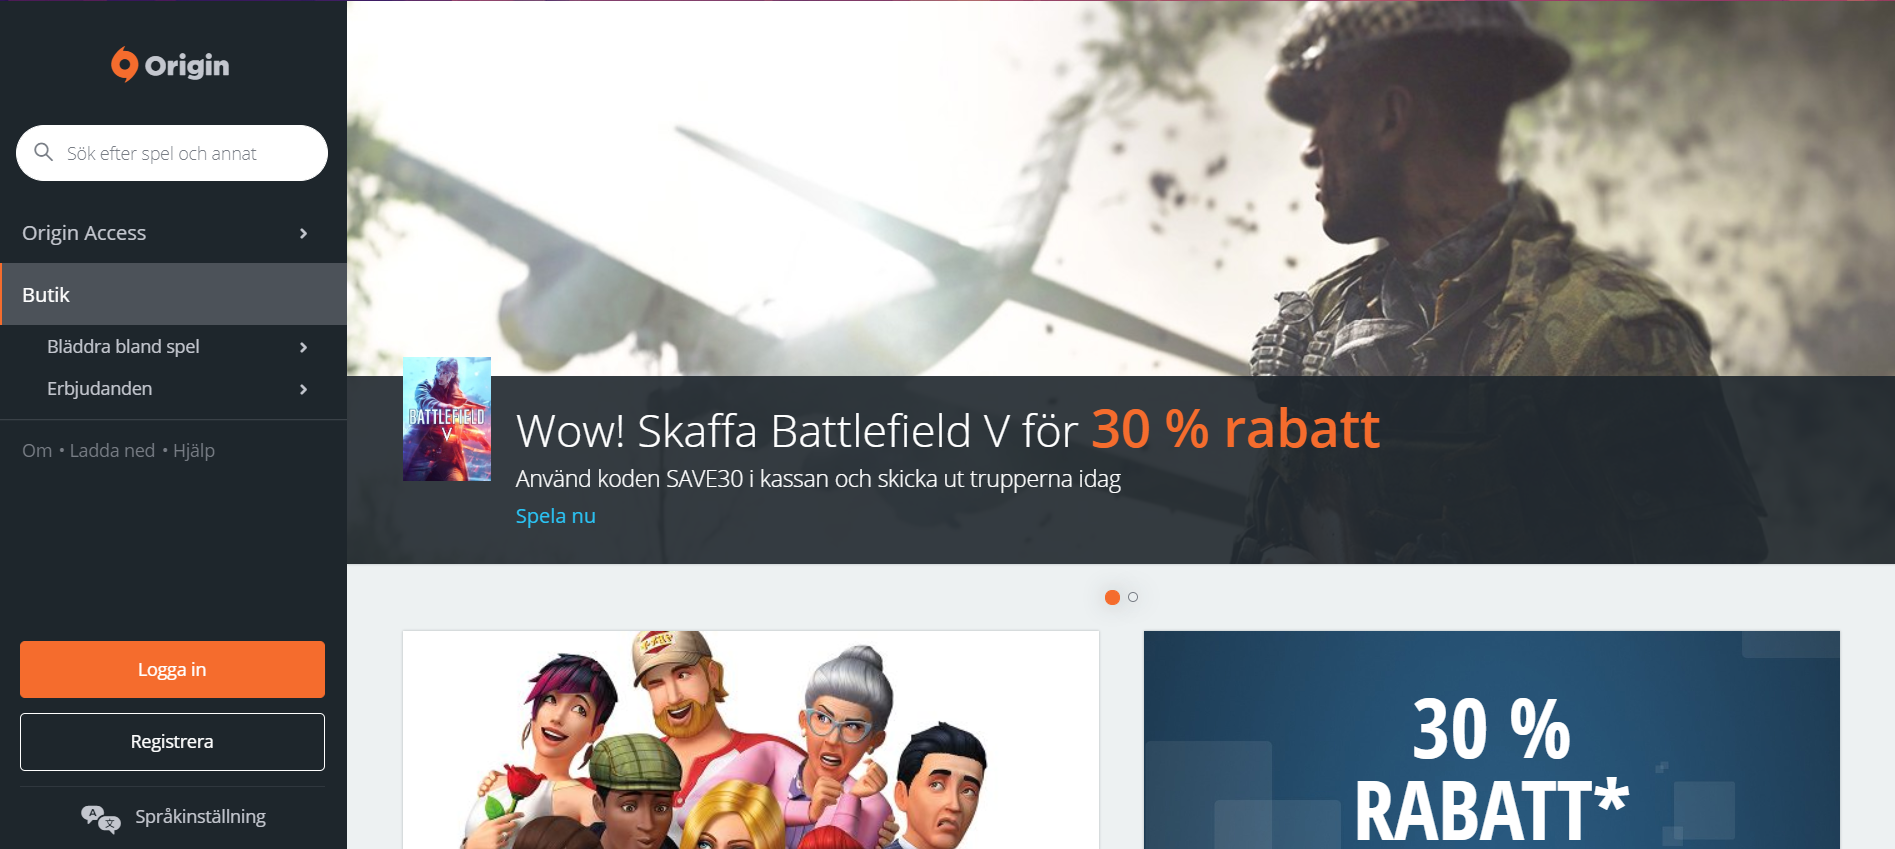 Origin
Sök efter spel och annat
Origin Access
Butik
Bläddra bland spel
Erbjudanden
Om • Ladda ned • Hjälp
Logga in
Registrera
Språkinställning
BATTLEFIELD
V
Wow! Skaffa Battlefield V för 30 % rabatt
Använd koden SAVE30 i kassan och skicka ut trupperna idag
Spela nu
30 %
RABATT*